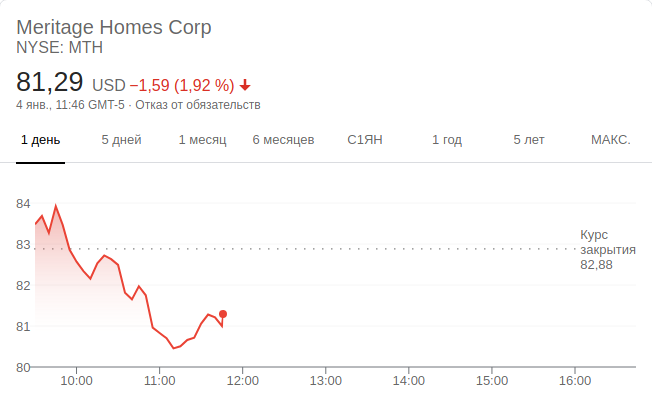 Meritage Homes Corp
NYSE: MTH
81,29 USD −1,59 (1,92 %)
4 янв., 11:46 GMT-5 · Отказ от обязательств
1 день 5 дней 1 месяц 6 месяцев С1ЯН 1 год 5 лет МАКС.
84
Курс
83
закрытия
82,88
82
81
80
10:00 11:00 12:00 13:00 14:00 15:00 16:00